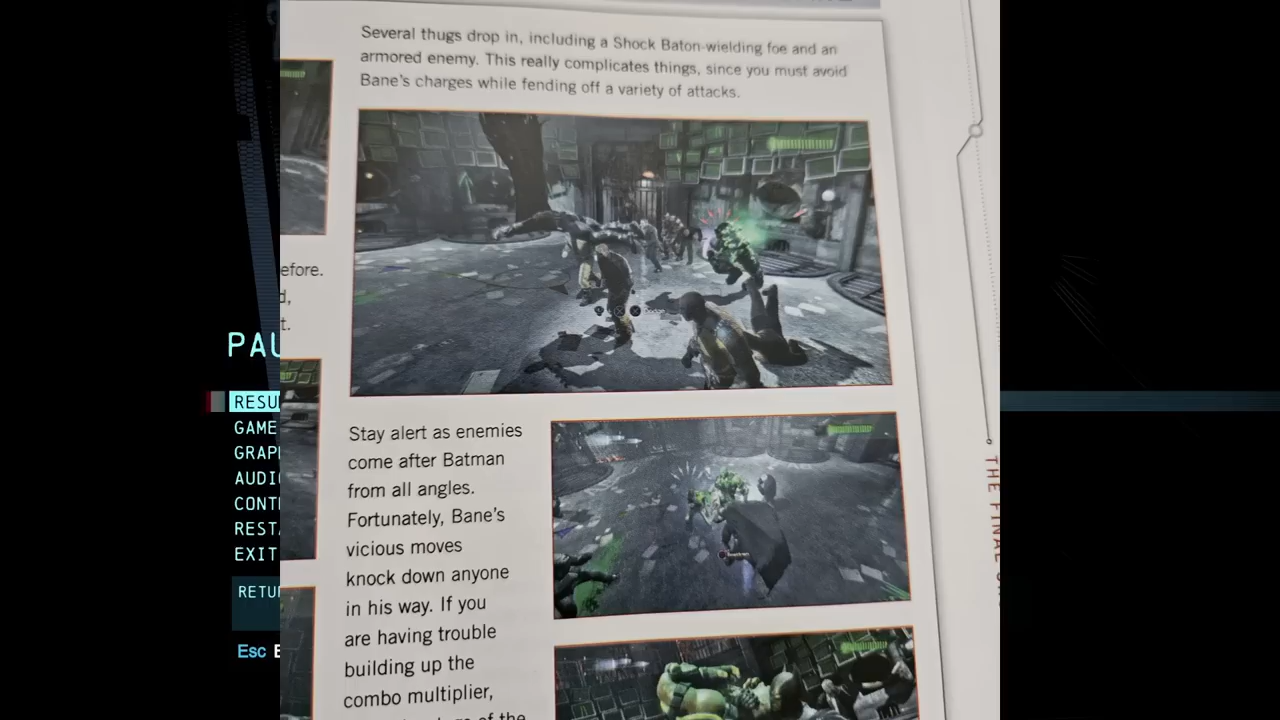 Several thugs drop in, including a Shock Baton-wielding foe and an
armored enemy. This really complicates things, since you must avoid
Bane's charges while fending off a variety of attacks.
efore.
d,
t.
PAU
RESU
GAME
GRAP
AUDI
CONT
REST
EXIT
RETU
Esc
Stay alert as enemies
come after Batman
from all angles.
Fortunately, Bane's
vicious moves
knock down anyone
in his way. If you
are having trouble
building up the
combo multiplier,
of the
THE FINAL